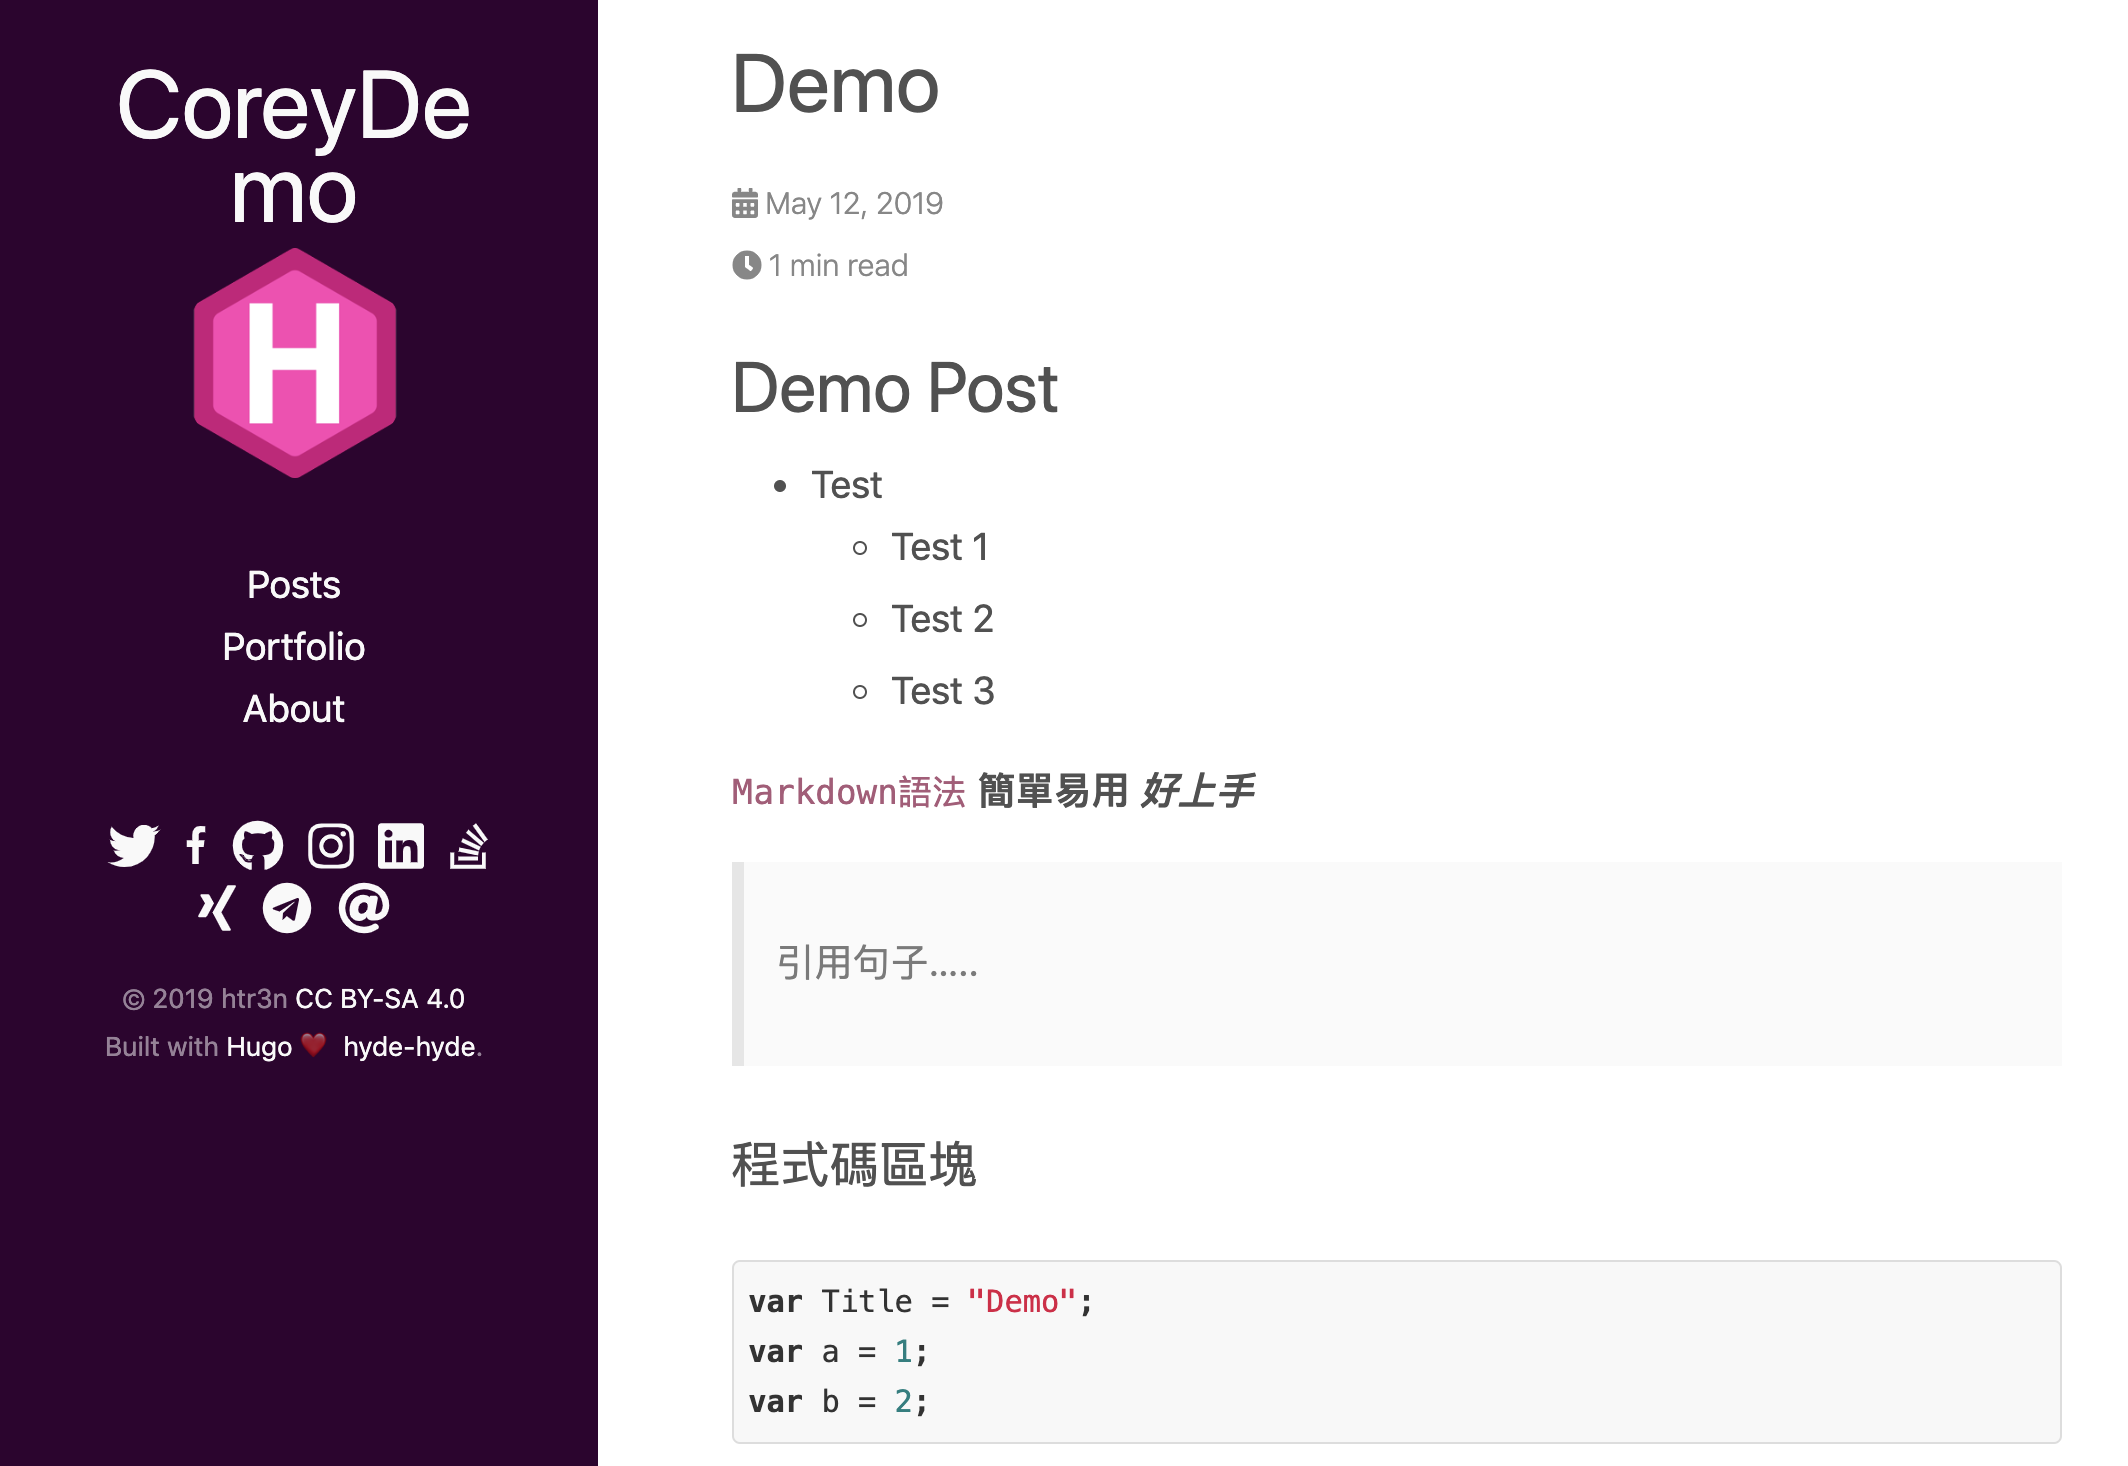 CoreyDe
mo
H
Posts
Portfolio
About
© 2019 htr3n CC BY-SA 4.0
Built with Hugo ❤️ hyde-hyde.
Demo
May 12, 2019
1 min read
Demo Post
• Test
◦ Test 1
◦ Test 2
◦ Test 3
Markdown語法 簡單易用 好上手
引用句子.....
程式碼區塊
var Title = "Demo";
var a = 1;
var b = 2;